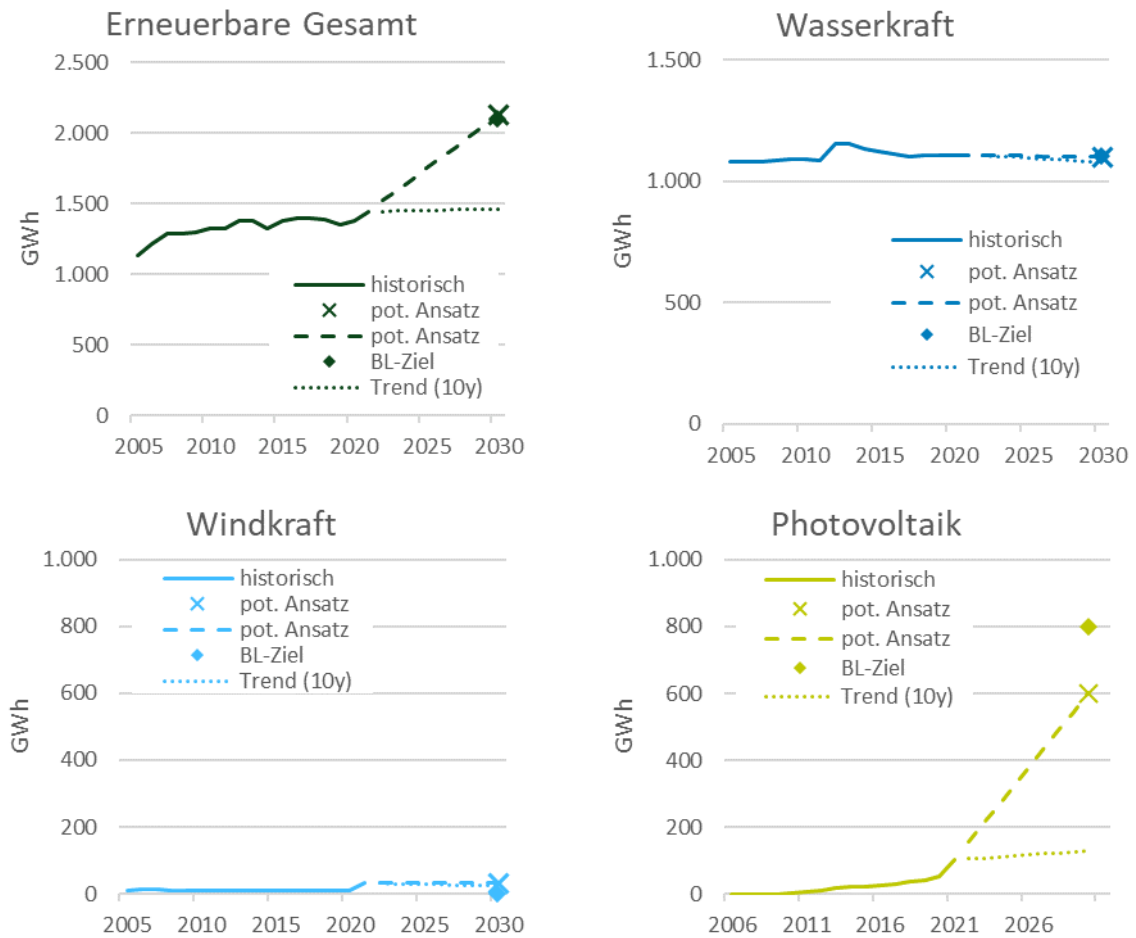 Erneuerbare Gesamt
2.500
2.000
1.500
1.000
500
0
GWh
historisch
pot. Ansatz
pot. Ansatz
BL-Ziel
Trend (10y)
2005 2010 2015 2020 2025 2030
Wasserkraft
1.500
1.000
500
0
GWh
historisch
pot. Ansatz
pot. Ansatz
BL-Ziel
Trend (10y)
2005 2010 2015 2020 2025 2030
Windkraft
1.000
800
600
400
200
0
GWh
historisch
pot. Ansatz
pot. Ansatz
BL-Ziel
Trend (10y)
2005 2010 2015 2020 2025 2030
Photovoltaik
1.000
800
600
400
200
0
GWh
historisch
pot. Ansatz
pot. Ansatz
BL-Ziel
Trend (10y)
2006 2011 2016 2021 2026